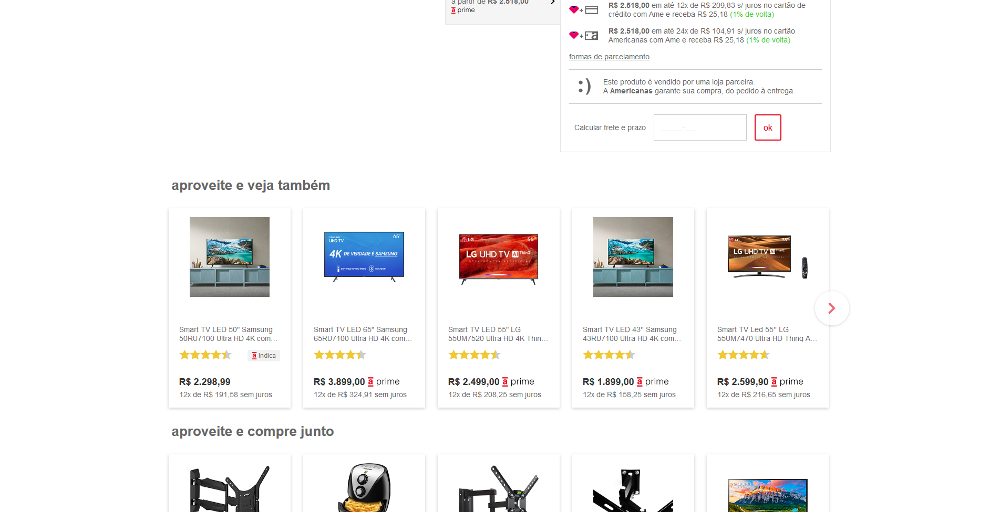 a partir de R$ 2.518,00
a prime
R$ 2.518,00 em até 12x de R$ 209,83 s/ juros no cartão de
crédito com Ame e receba R$ 25,18 (1% de volta)
R$ 2.518,00 em até 24x de R$ 104,91 s/ juros no cartão
Americanas com Ame e receba R$ 25,18 (1% de volta)
formas de parcelamento
:)
Este produto é vendido por uma loja parceira.
A Americanas garante sua compra, do pedido à entrega.
Calcular frete e prazo
_____-___
ok
aproveite e veja também
UHD TV
65"
4K DE VERDADE É SAMSUNG
CONTROLE REMOTO ÚNICO
BLUETOOTH
LG
55"
LG UHD TV AI ThinQ
INTELIGÊNCIA ARTIFICIAL
LG
55"
LG UHD TV AI ThinQ
INTELIGÊNCIA ARTIFICIAL
Smart TV LED 50" Samsung
50RU7100 Ultra HD 4K com...
a Indica
R$ 2.298,99
12x de R$ 191,58 sem juros
Smart TV LED 65" Samsung
65RU7100 Ultra HD 4K com...
R$ 3.899,00 a prime
12x de R$ 324,91 sem juros
Smart TV LED 55'' LG
55UM7520 Ultra HD 4K Thin...
R$ 2.499,00 a prime
12x de R$ 208,25 sem juros
Smart TV LED 43'' Samsung
43RU7100 Ultra HD 4K com...
R$ 1.899,00 a prime
12x de R$ 158,25 sem juros
Smart TV Led 55'' LG
55UM7470 Ultra HD Thinq A...
R$ 2.599,90 a prime
12x de R$ 216,65 sem juros
aproveite e compre junto
SAMSUNG